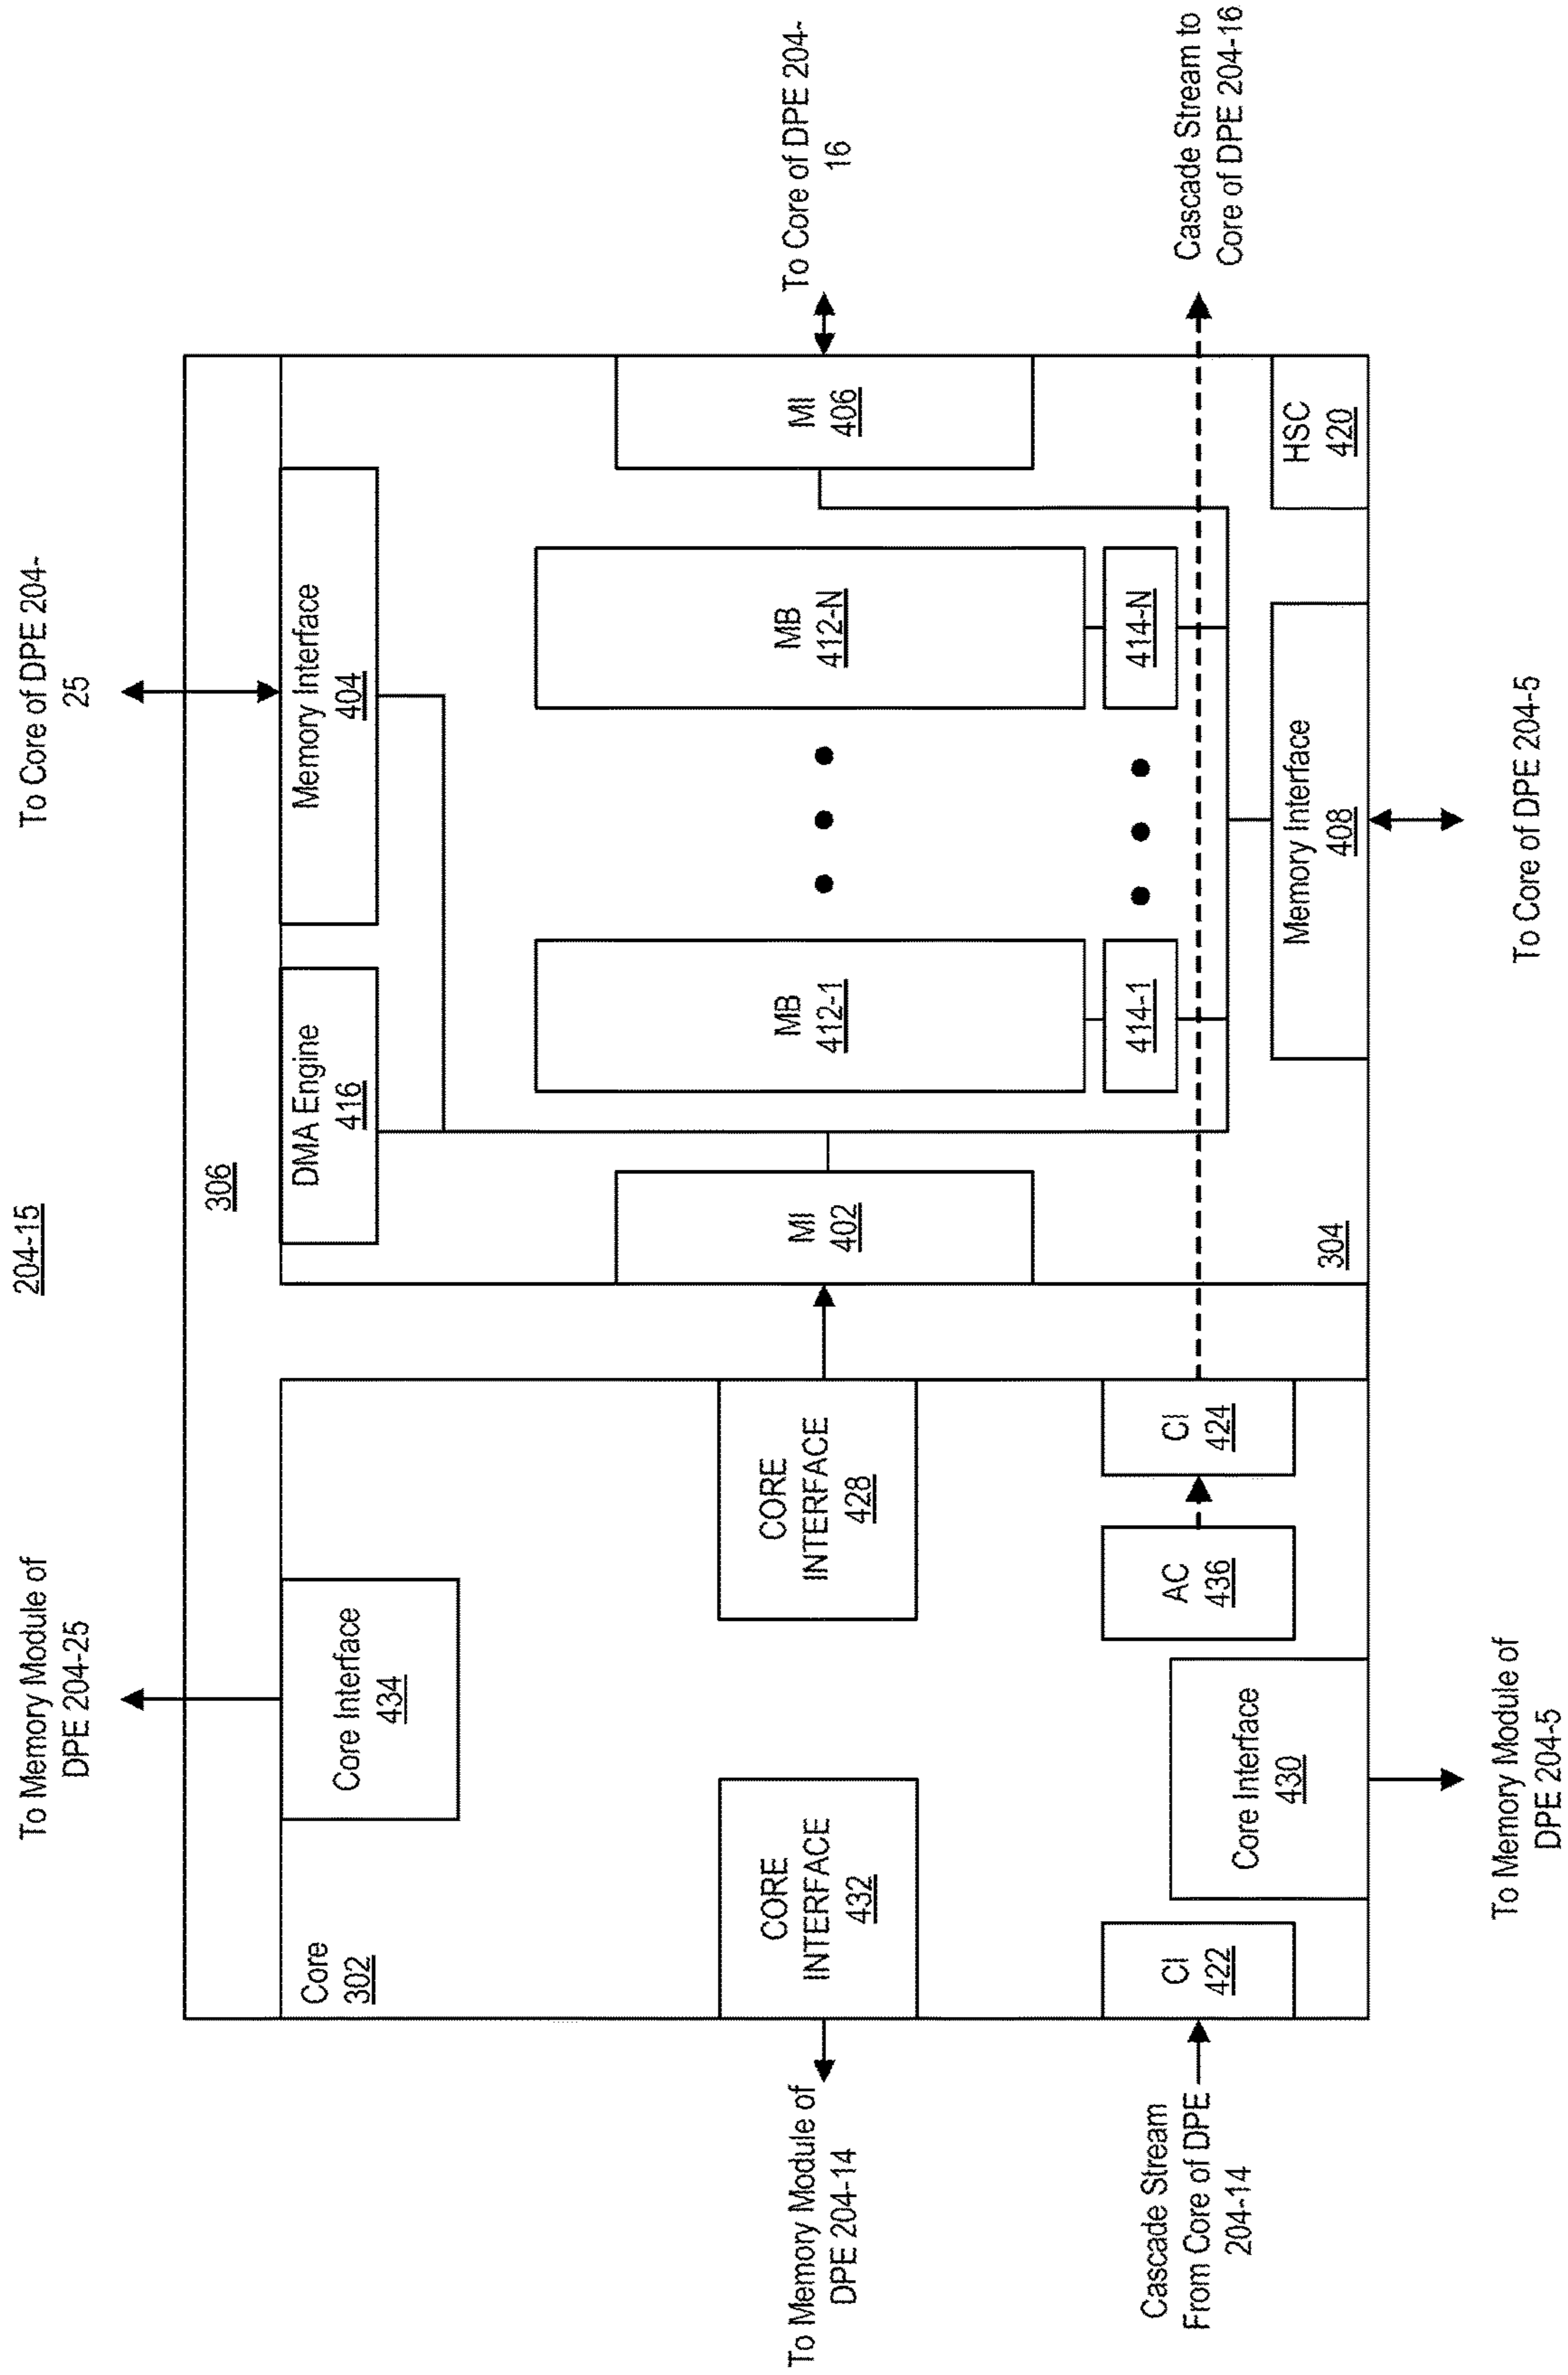 204-15
To Memory Module of
DPE 204-25
To Core of DPE 204-
25
306
Core
302
Core Interface
434
DMA Engine
416
Memory Interface
404
To Memory Module of
DPE 204-14
CORE
INTERFACE
432
CORE
INTERFACE
428
MI
402
MB
412-1
MB
412-N
MI
406
To Core of DPE 204-
16
414-1
414-N
Cascade Stream
From Core of DPE
204-14
CI
422
Core Interface
430
AC
436
CI
424
Cascade Stream to
Core of DPE 204-16
304
Memory Interface
408
HSC
420
To Memory Module of
DPE 204-5
To Core of DPE 204-5